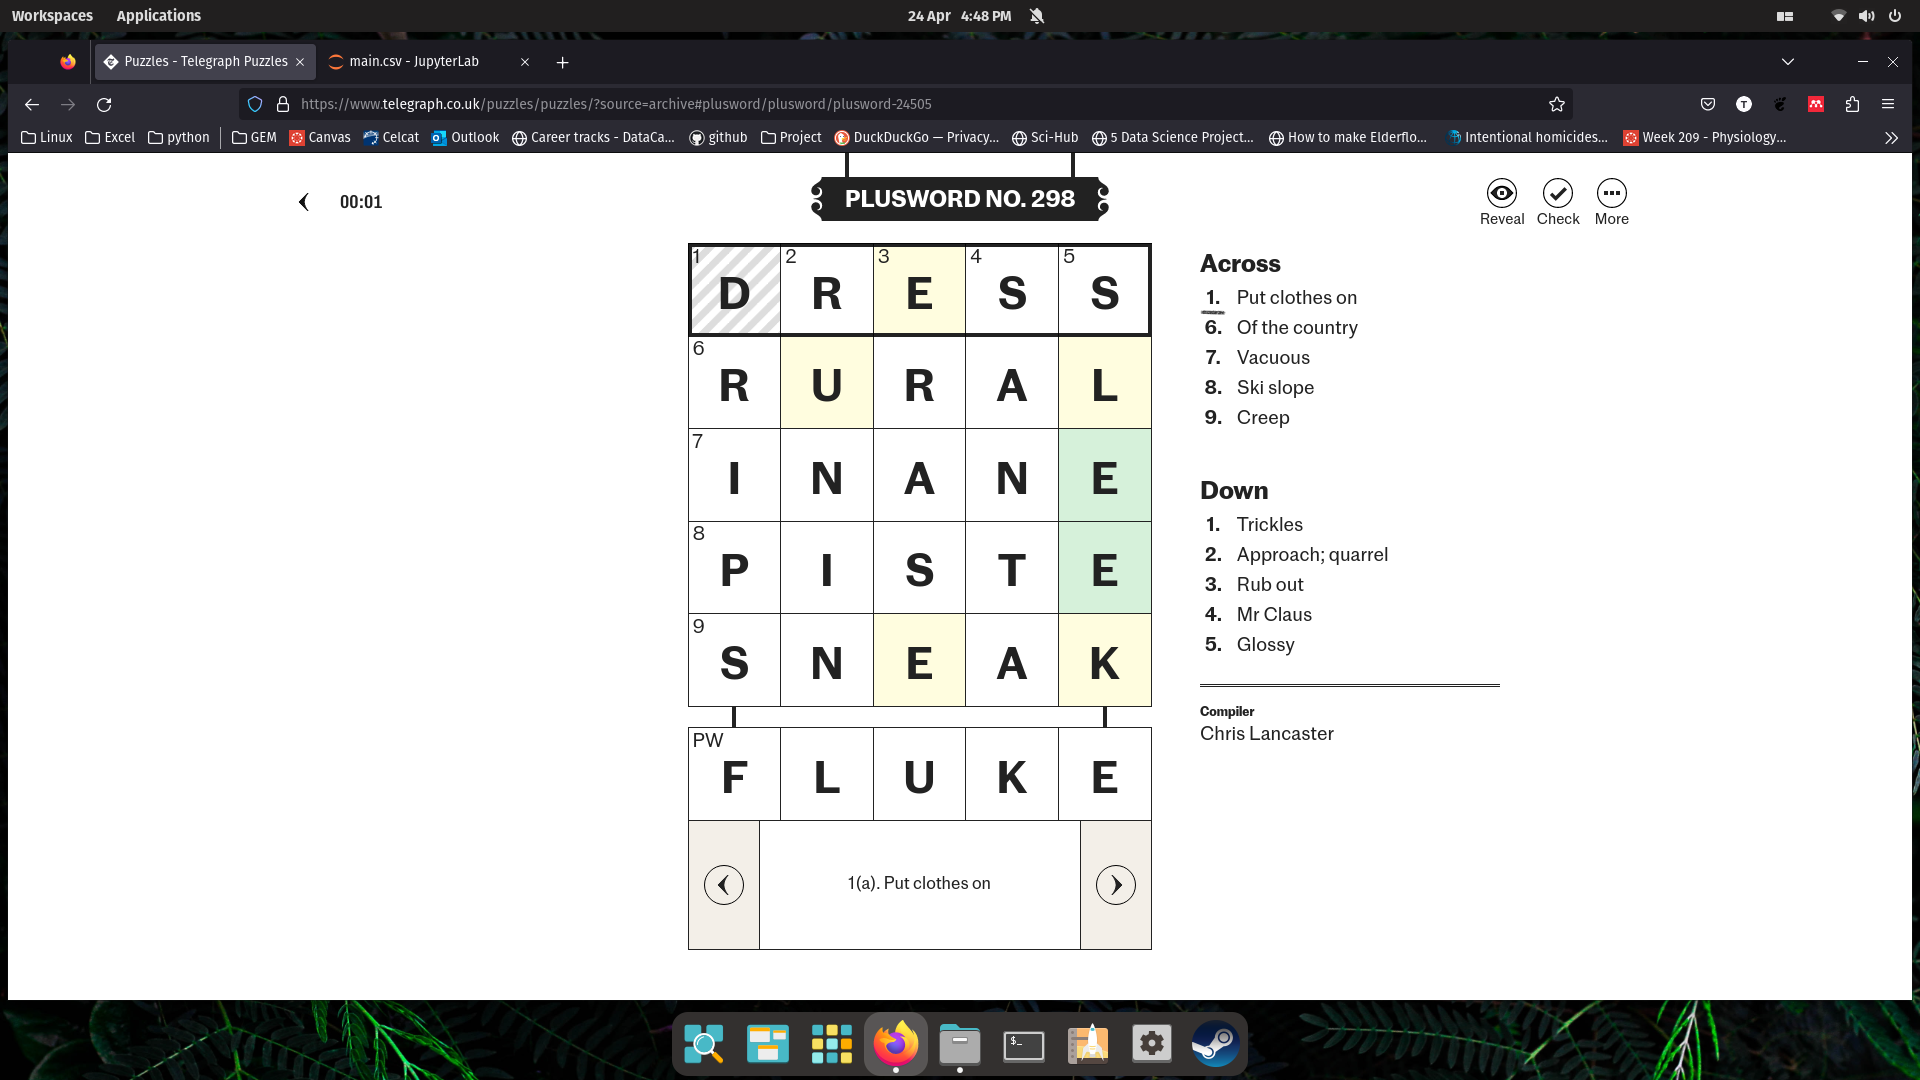 Workspaces Applications 24 Apr 4:48 PM
Puzzles - Telegraph Puzzles main.csv - JupyterLab
https://www.telegraph.co.uk/puzzles/puzzles/?source=archive#plusword/plusword/plusword-24505
Linux Excel python GEM Canvas Celcat Outlook Career tracks - DataCa... github Project DuckDuckGo — Privacy... Sci-Hub 5 Data Science Project... How to make Elderflo... Intentional homicides... Week 209 - Physiology...
00:01
PLUSWORD NO. 298
Reveal Check More
1 D 2 R 3 E 4 S 5 S
6 R U R A L
7 I N A N E
8 P I S T E
9 S N E A K
PW F L U K E
1(a). Put clothes on
Across
1. Put clothes on
6. Of the country
7. Vacuous
8. Ski slope
9. Creep
Down
1. Trickles
2. Approach; quarrel
3. Rub out
4. Mr Claus
5. Glossy
Compiler
Chris Lancaster
$_